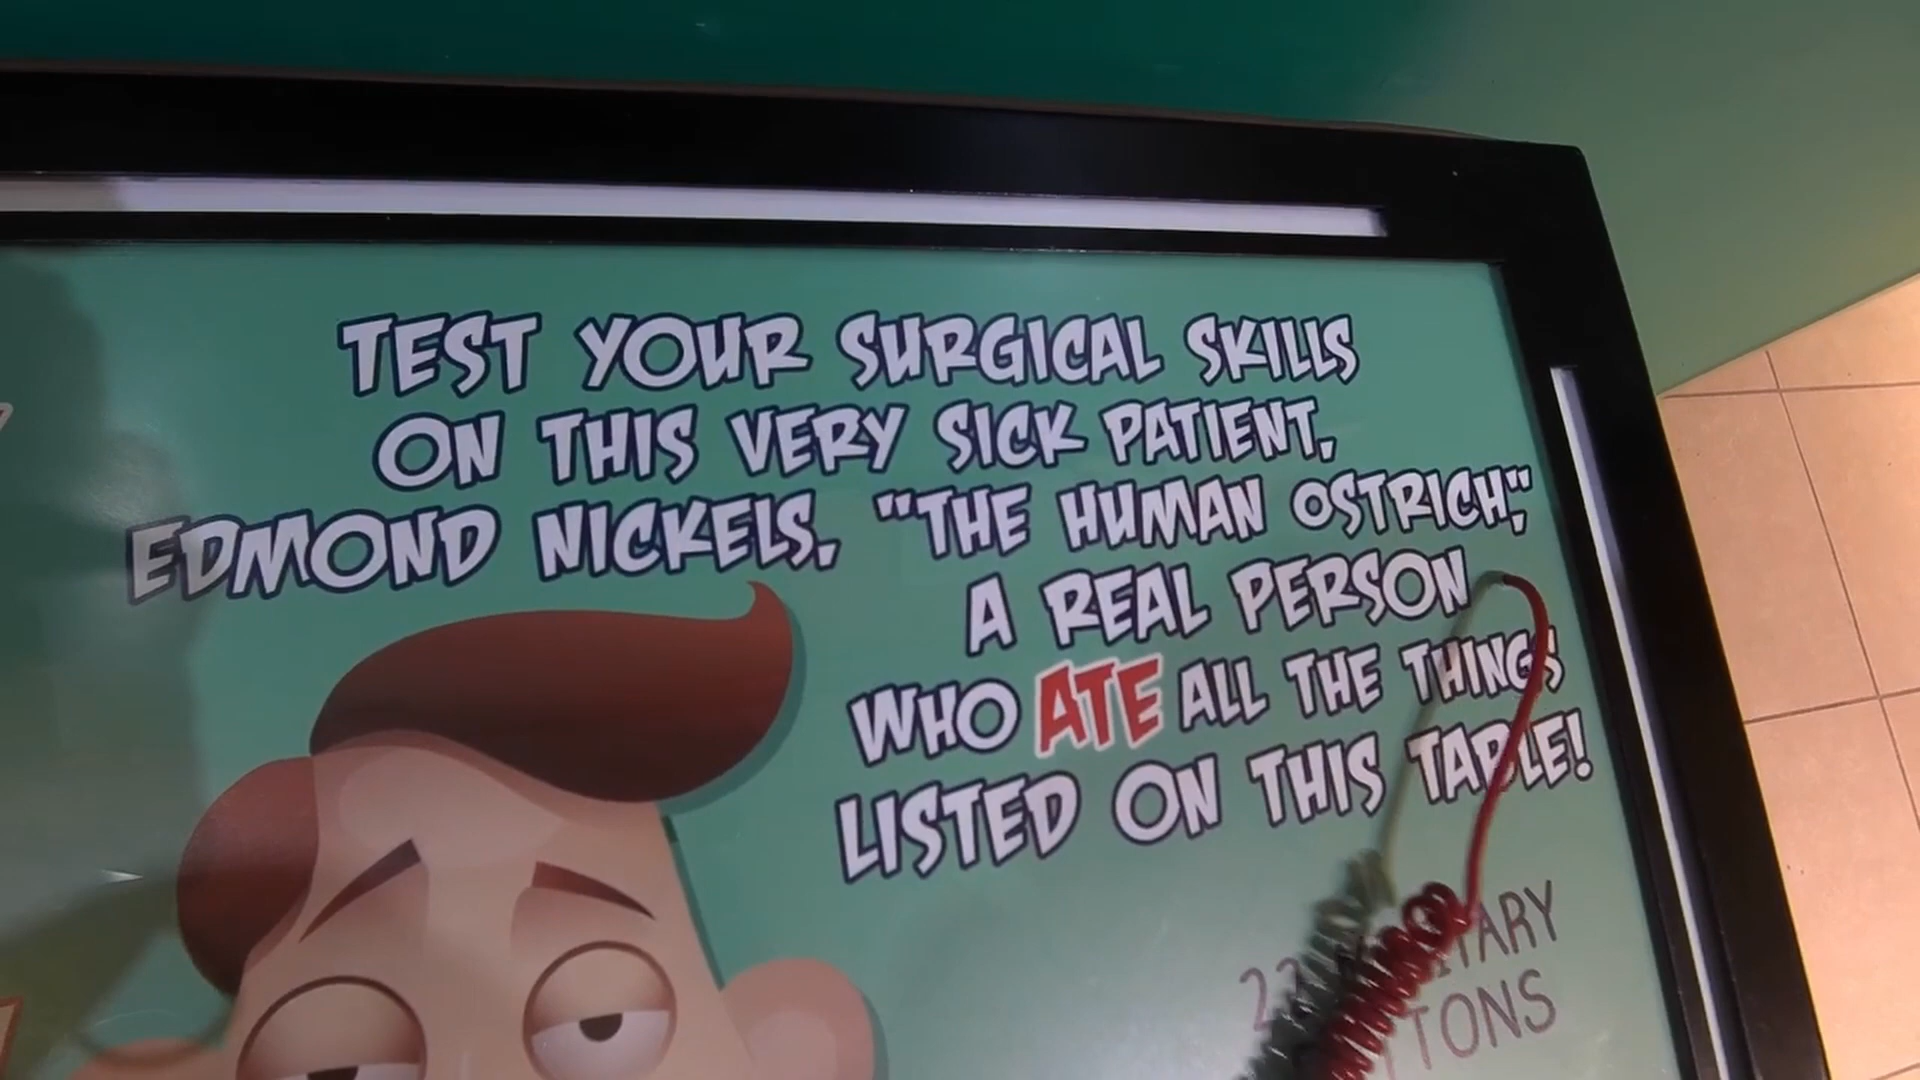 TEST YOUR SURGICAL SKILLS
ON THIS VERY SICK PATIENT,
EDMOND NICKELS, "THE HUMAN OSTRICH,"
A REAL PERSON
WHO ATE ALL THE THINGS
LISTED ON THIS TABLE!